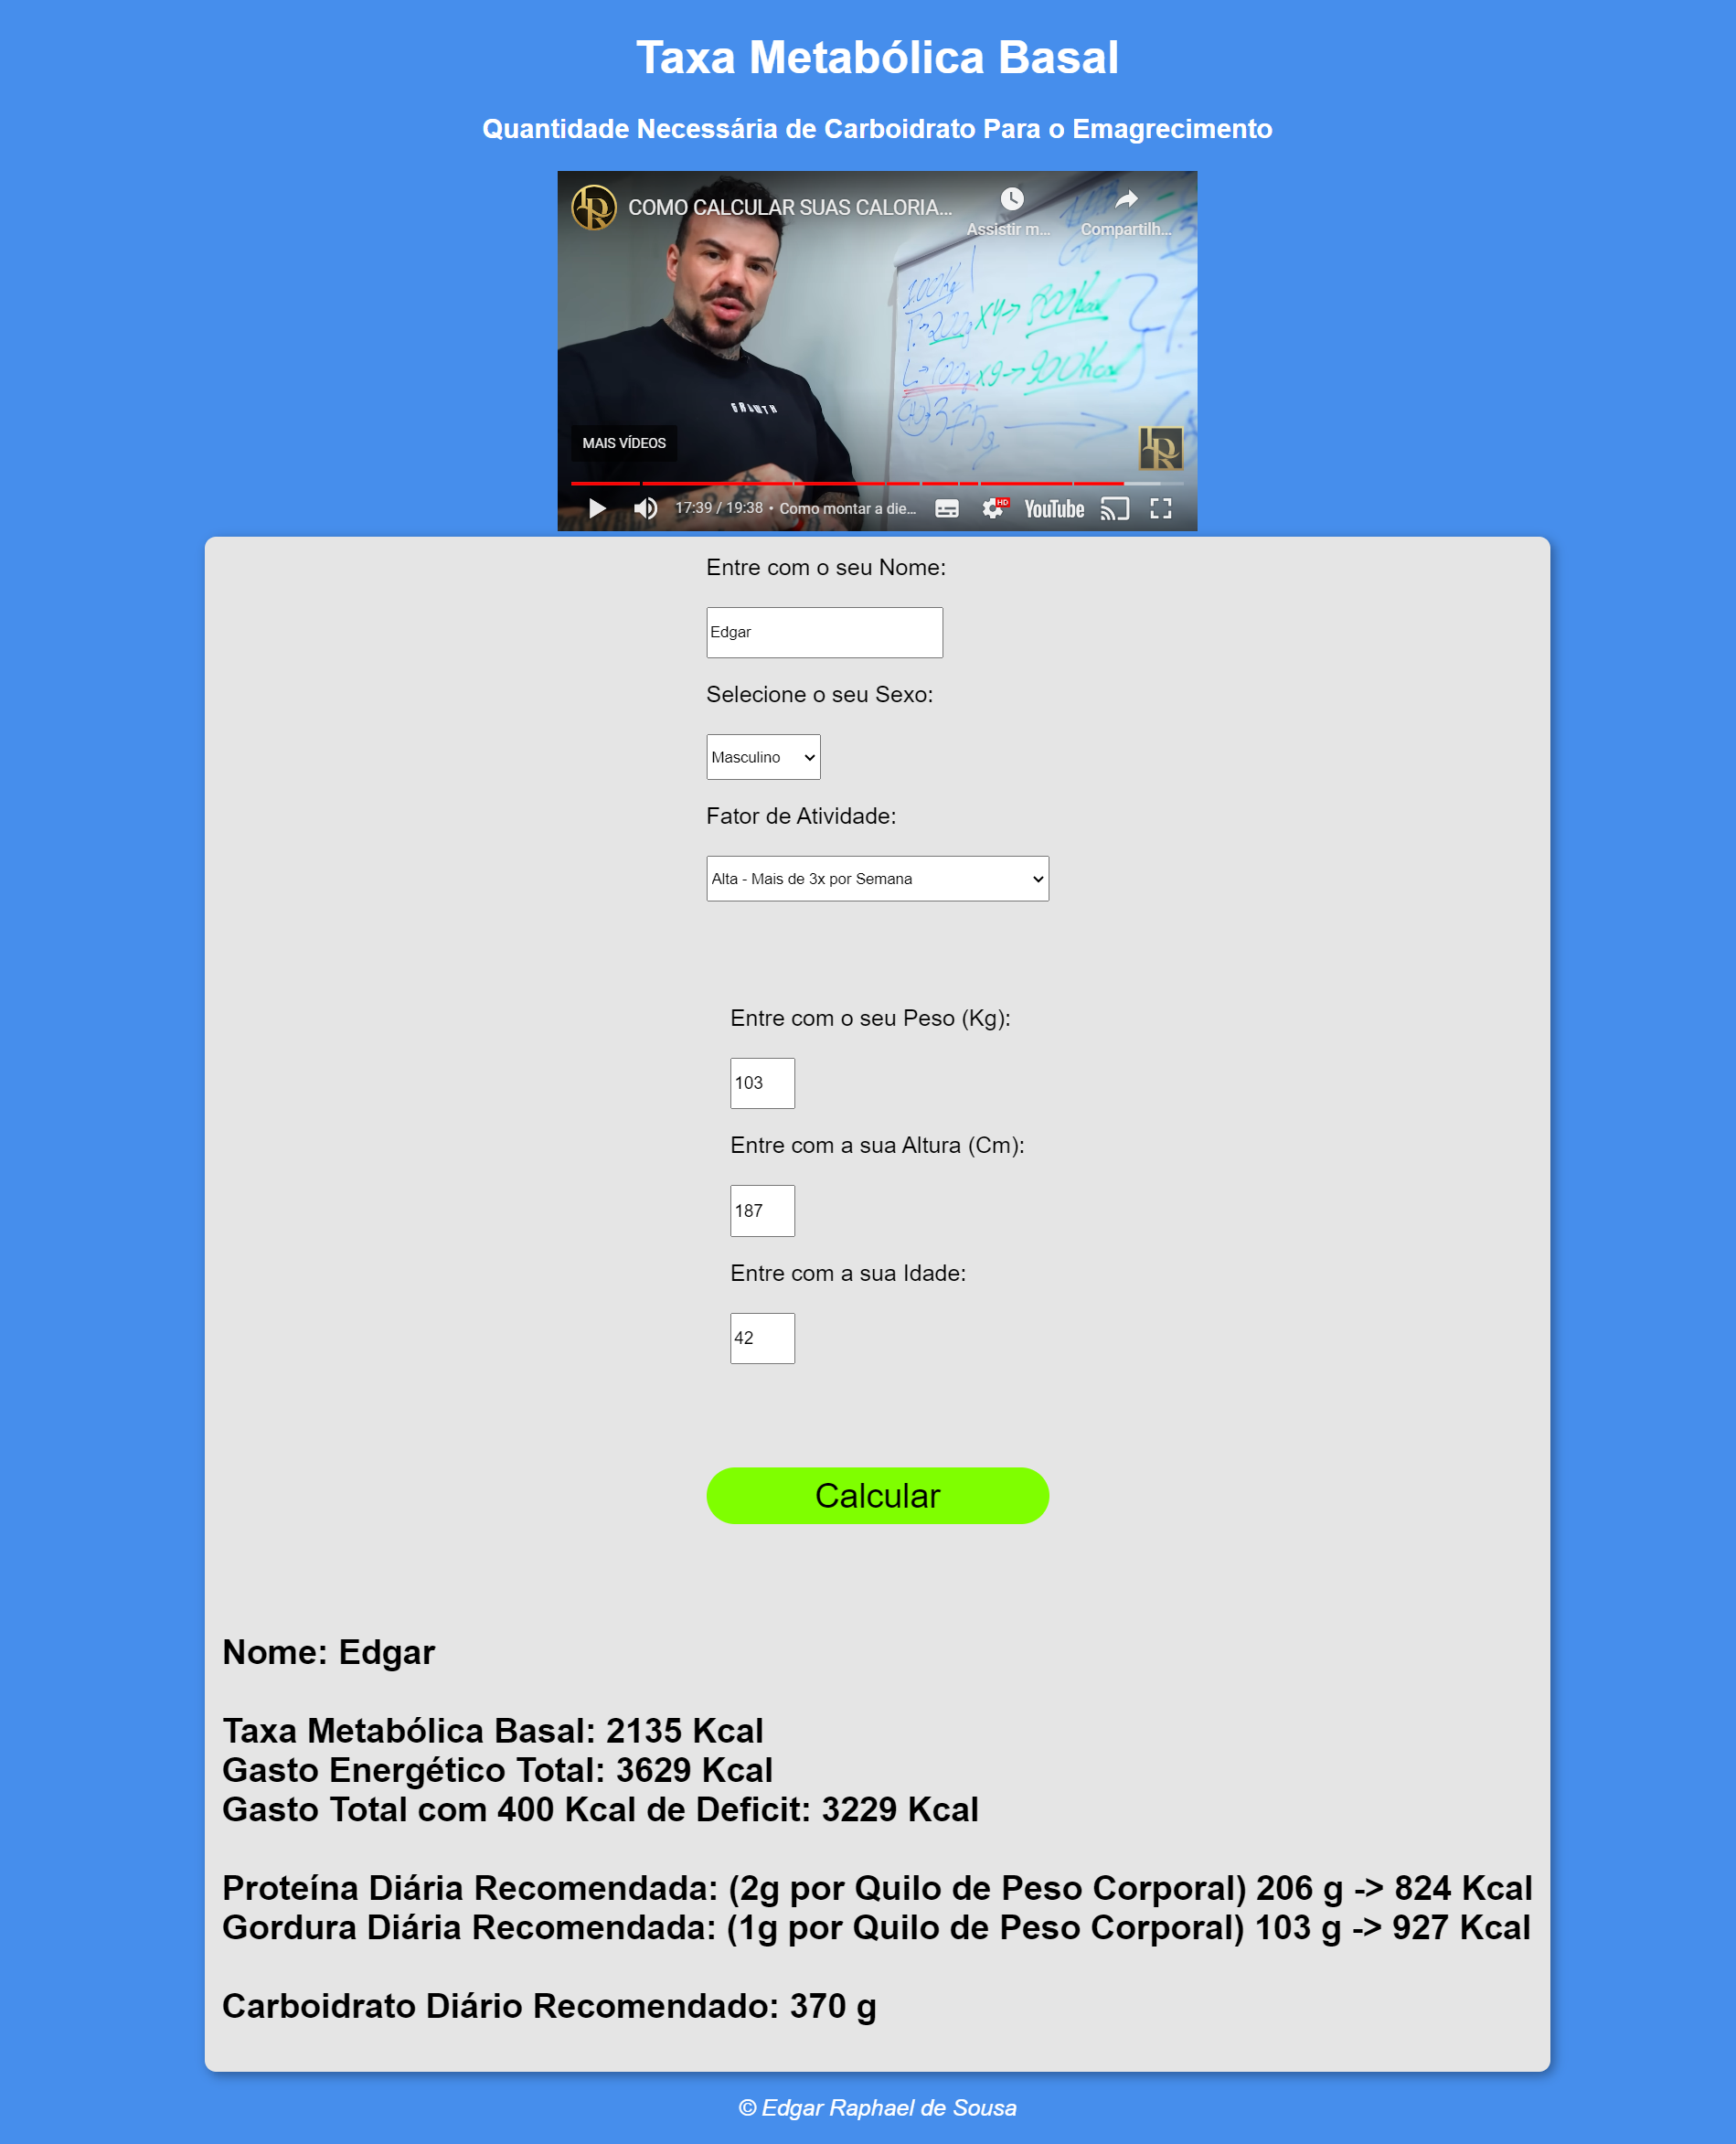 Taxa Metabólica Basal
Quantidade Necessária de Carboidrato Para o Emagrecimento
COMO CALCULAR SUAS CALORIA...
Assistir m...
Compartilh...
100Kg
P.→200g x4→ 800Kcal
L→100g x9→ 900Kcal
375g
GROWTH
MAIS VÍDEOS
17:39 / 19:38 • Como montar a die...
HD
YouTube
Entre com o seu Nome:
Edgar
Selecione o seu Sexo:
Masculino
Fator de Atividade:
Alta - Mais de 3x por Semana
Entre com o seu Peso (Kg):
103
Entre com a sua Altura (Cm):
187
Entre com a sua Idade:
42
Calcular
Nome: Edgar
Taxa Metabólica Basal: 2135 Kcal
Gasto Energético Total: 3629 Kcal
Gasto Total com 400 Kcal de Deficit: 3229 Kcal
Proteína Diária Recomendada: (2g por Quilo de Peso Corporal) 206 g -> 824 Kcal
Gordura Diária Recomendada: (1g por Quilo de Peso Corporal) 103 g -> 927 Kcal
Carboidrato Diário Recomendado: 370 g
© Edgar Raphael de Sousa